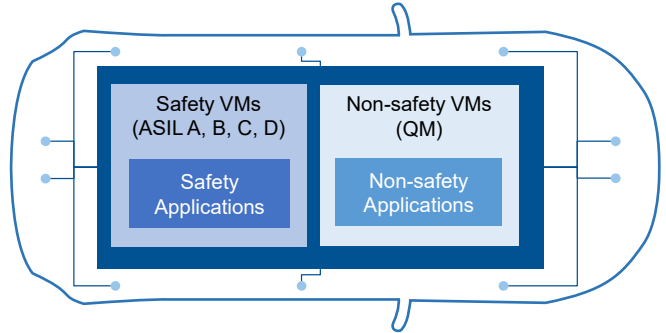 Safety VMs
(ASIL A, B, C, D)
Safety
Applications
Non-safety VMs
(QM)
Non-safety
Applications